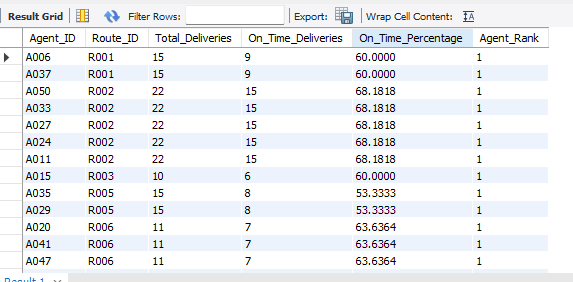 Result Grid Filter Rows: Export: Wrap Cell Content:
Agent_ID Route_ID Total_Deliveries On_Time_Deliveries On_Time_Percentage Agent_Rank
A006 R001 15 9 60.0000 1
A037 R001 15 9 60.0000 1
A050 R002 22 15 68.1818 1
A033 R002 22 15 68.1818 1
A027 R002 22 15 68.1818 1
A024 R002 22 15 68.1818 1
A011 R002 22 15 68.1818 1
A015 R003 10 6 60.0000 1
A035 R005 15 8 53.3333 1
A029 R005 15 8 53.3333 1
A020 R006 11 7 63.6364 1
A041 R006 11 7 63.6364 1
A047 R006 11 7 63.6364 1
Result 1